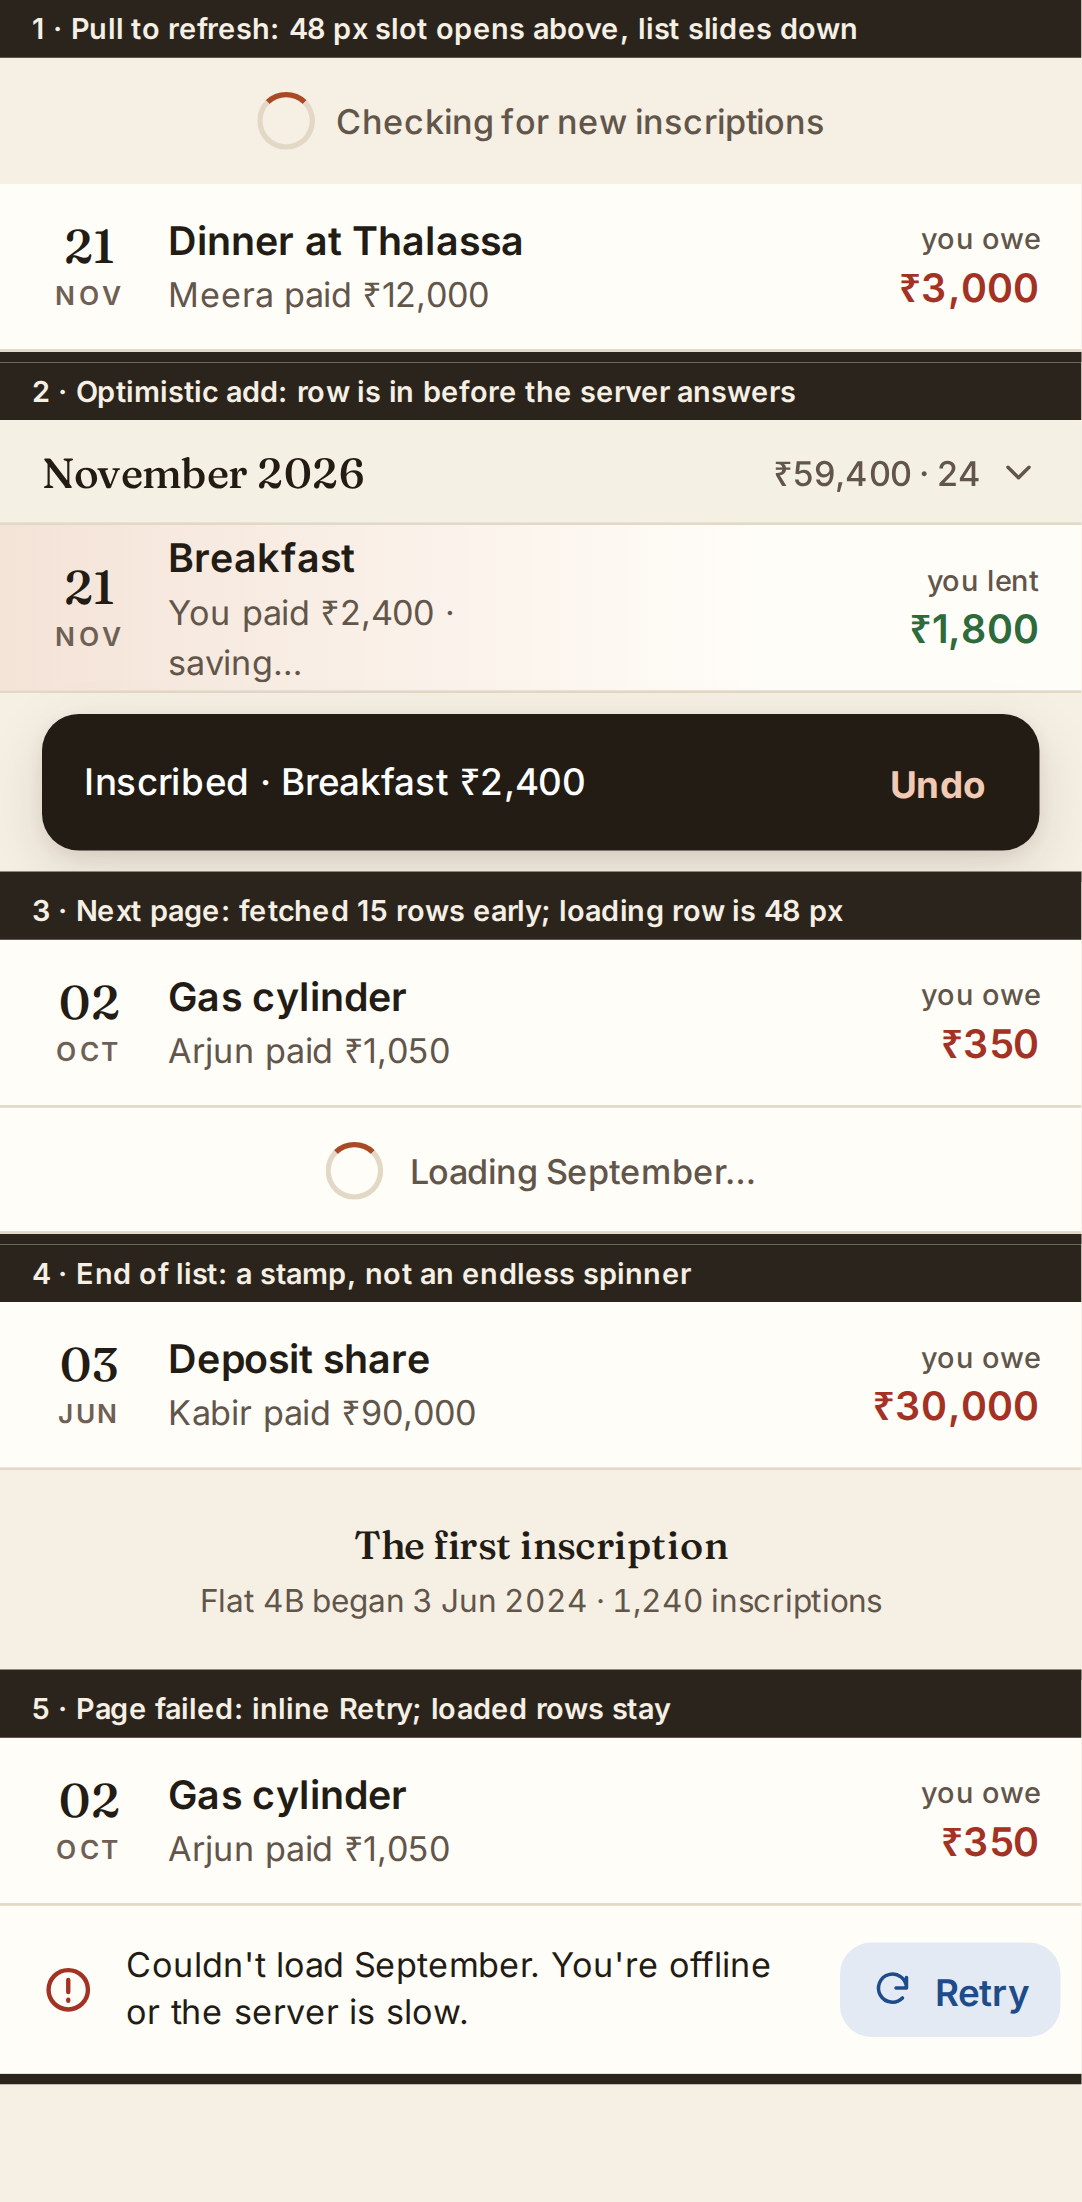 1 · Pull to refresh: 48 px slot opens above, list slides down
Checking for new inscriptions
21 Dinner at Thalassa you owe
NOV Meera paid ₹12,000 ₹3,000
2 · Optimistic add: row is in before the server answers
November 2026 ₹59,400 · 24
Breakfast
21 You paid ₹2,400 · you lent
NOV saving... ₹1,800
Inscribed · Breakfast ₹2,400 Undo
3 · Next page: fetched 15 rows early; loading row is 48 px
02 Gas cylinder you owe
OCT Arjun paid ₹1,050 ₹350
Loading September...
4 · End of list: a stamp, not an endless spinner
03 Deposit share you owe
JUN Kabir paid ₹90,000 ₹30,000
The first inscription
Flat 4B began 3 Jun 2024 · 1,240 inscriptions
5 · Page failed: inline Retry; loaded rows stay
02 Gas cylinder you owe
OCT Arjun paid ₹1,050 ₹350
Couldn't load September. You're offline
or the server is slow.
Retry